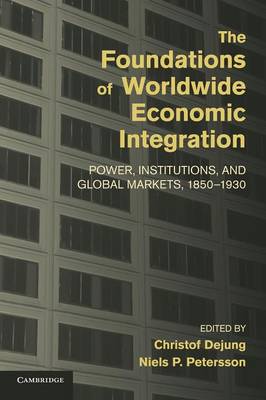 The
Foundations
of Worldwide
Economic
Integration
POWER, INSTITUTIONS, AND
GLOBAL MARKETS, 1850–1930
EDITED BY
Christof Dejung
Niels P. Petersson
CAMBRIDGE